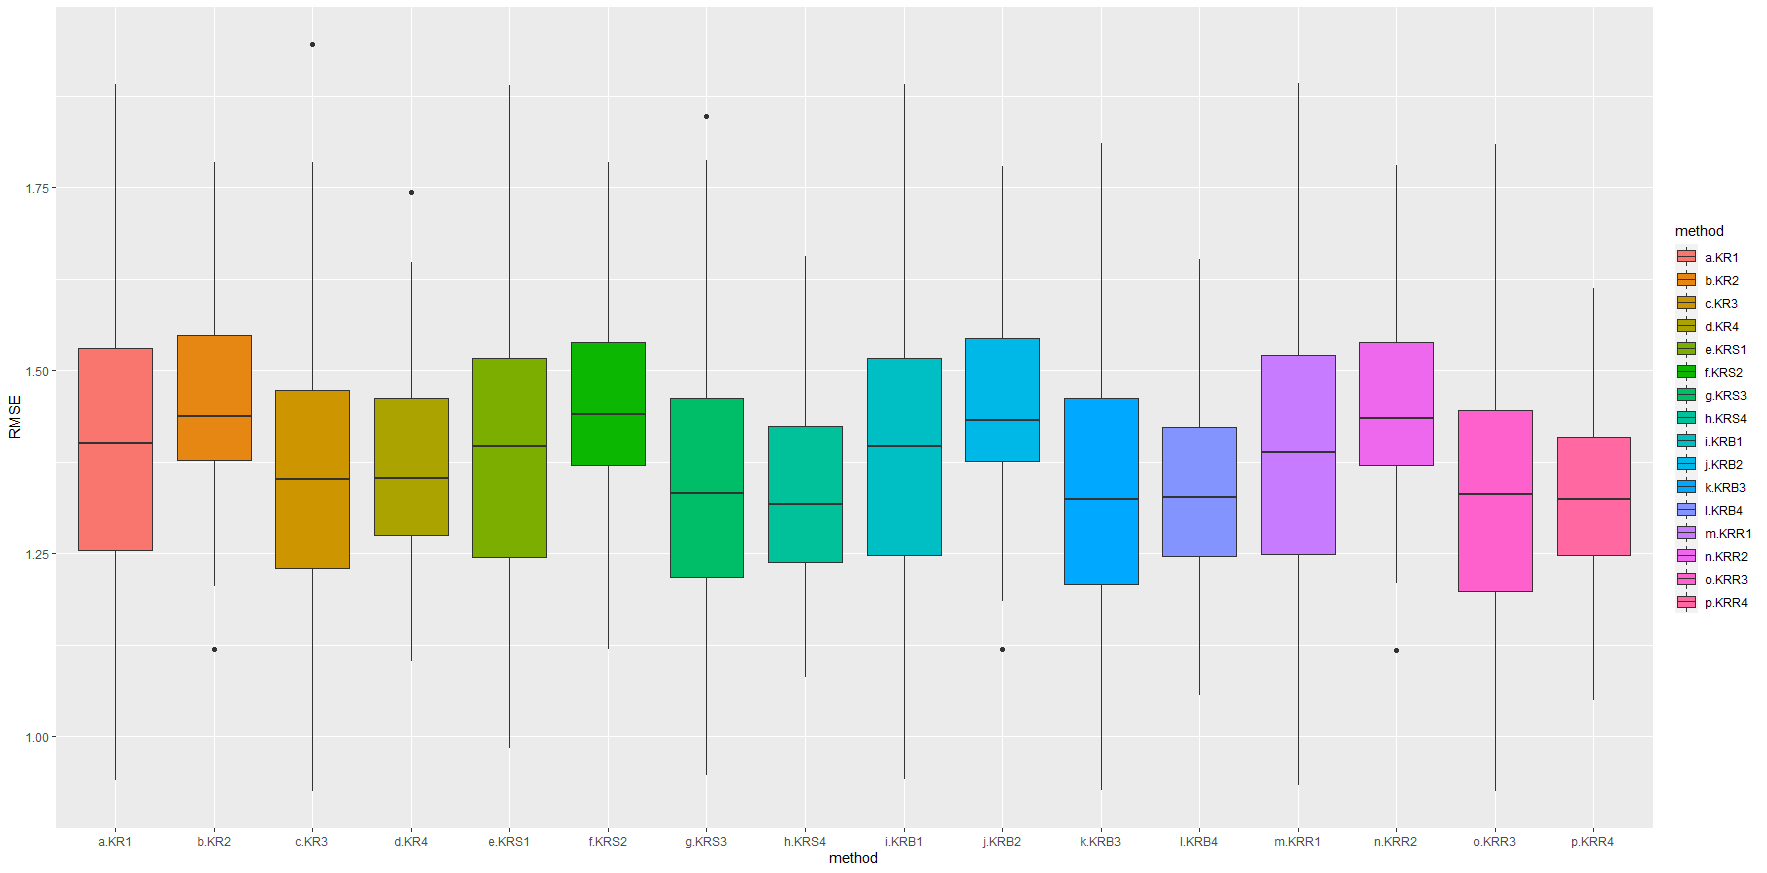 RMSE
1.75
1.50
1.25
1.00
a.KR1
b.KR2
c.KR3
d.KR4
e.KRS1
f.KRS2
g.KRS3
h.KRS4
i.KRB1
j.KRB2
k.KRB3
l.KRB4
m.KRR1
n.KRR2
o.KRR3
p.KRR4
method
method
a.KR1
b.KR2
c.KR3
d.KR4
e.KRS1
f.KRS2
g.KRS3
h.KRS4
i.KRB1
j.KRB2
k.KRB3
l.KRB4
m.KRR1
n.KRR2
o.KRR3
p.KRR4